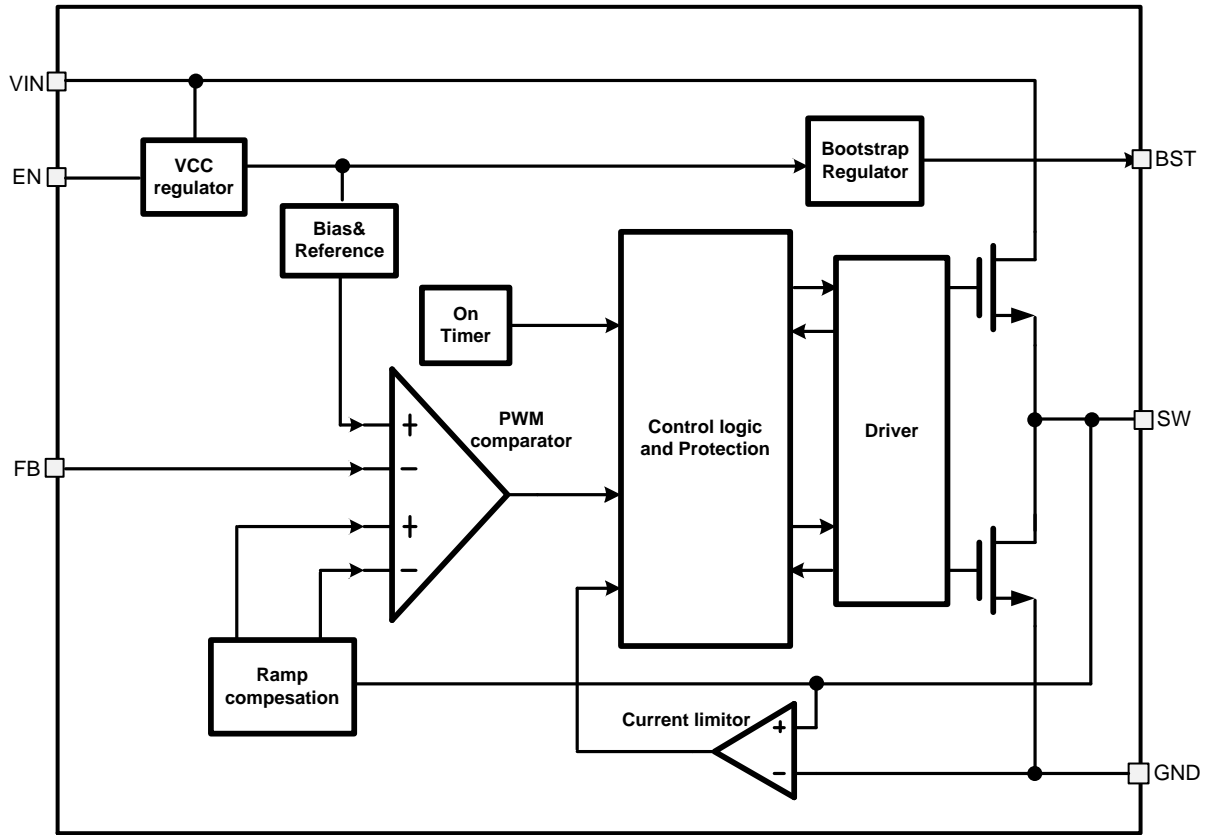 VIN
VCC
regulator
Bootstrap
Regulator
BST
EN
Bias&
Reference
On
Timer
+
PWM
comparator
Control logic
and Protection
Driver
SW
FB
−
+
−
Ramp
compesation
Current limitor
+
−
GND